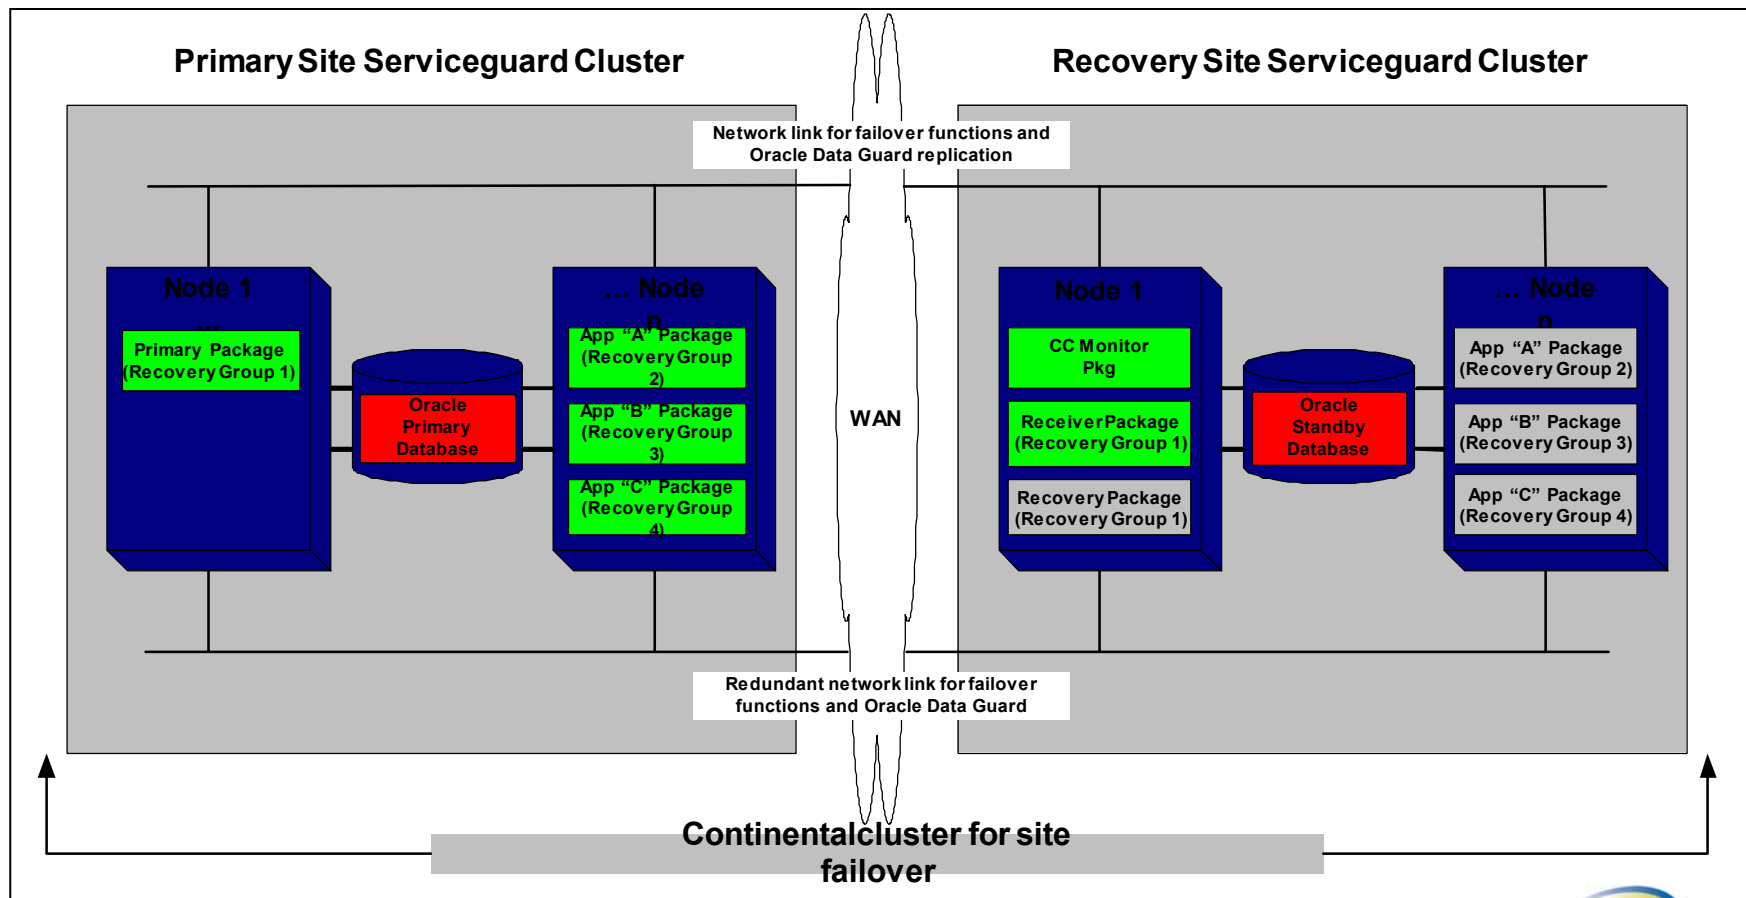 Primary Site Serviceguard Cluster
Recovery Site Serviceguard Cluster
Network link for failover functions and
Oracle Data Guard replication
Node 1
...
Primary Package
(Recovery Group 1)
Oracle
Primary
Database
... Node
n
App “A” Package
(Recovery Group
2)
App “B” Package
(Recovery Group
3)
App “C” Package
(Recovery Group
4)
WAN
Node 1
CC Monitor
Pkg
Receiver Package
(Recovery Group 1)
Recovery Package
(Recovery Group 1)
Oracle
Standby
Database
... Node
n
App “A” Package
(Recovery Group 2)
App “B” Package
(Recovery Group 3)
App “C” Package
(Recovery Group 4)
Redundant network link for failover
functions and Oracle Data Guard
Continentalcluster for site
failover